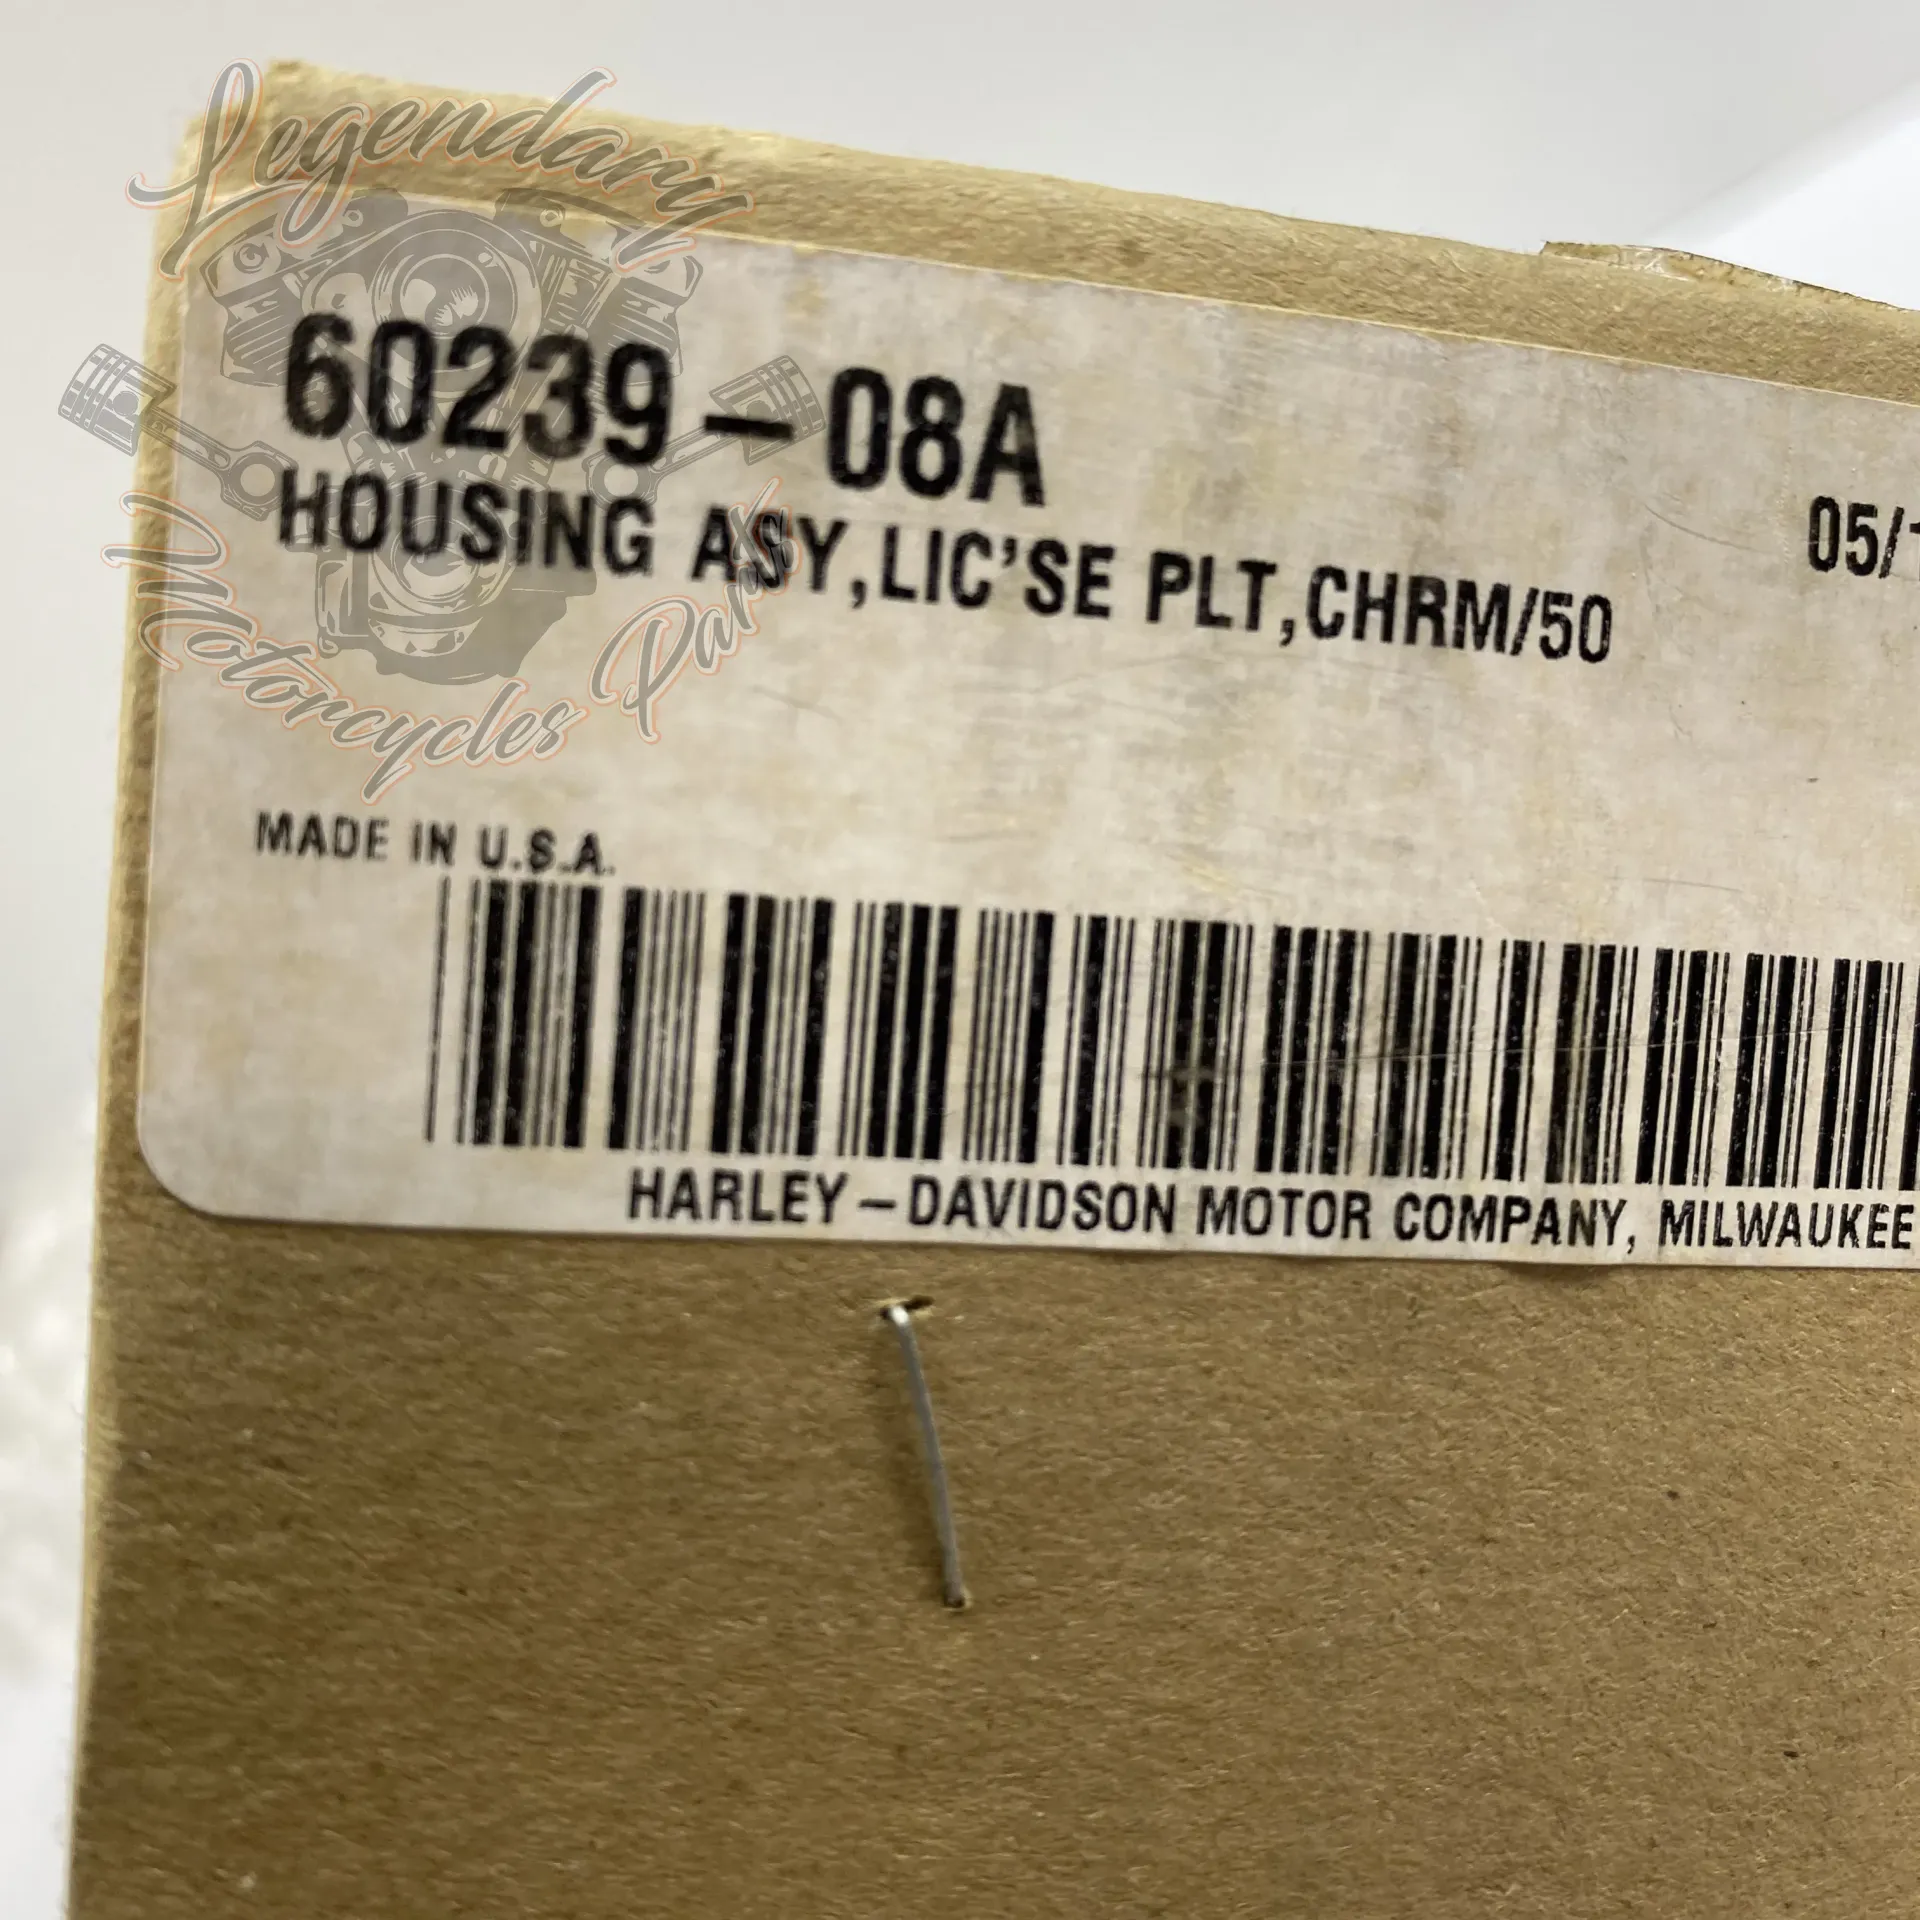 Legendary
60239-08A
HOUSING ASY,LIC'SE PLT,CHRM/50
05/1
Motorcycles Parts
MADE IN U.S.A.
HARLEY-DAVIDSON MOTOR COMPANY, MILWAUKEE